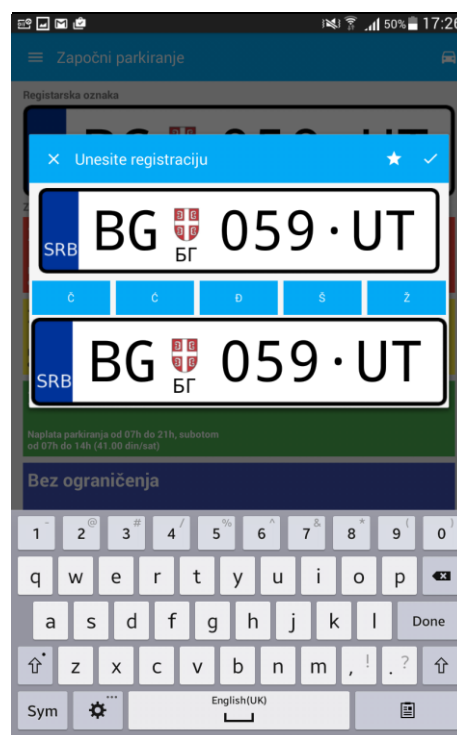 50% 17:26
Započni parkiranje
Registarska oznaka
Unesite registraciju
SRB BG БГ 059·UT
Č Ć Đ Š Ž
SRB BG БГ 059·UT
Naplata parkiranja od 07h do 21h, subotom
od 07h do 14h (41.00 din/sat)
Bez ograničenja
1 - 2 @ 3 # 4 / 5 % 6 ^ 7 & 8 * 9 ( 0 )
q w e r t y u i o p
a s d f g h j k l Done
z x c v b n m , ! . ?
Sym English(UK)